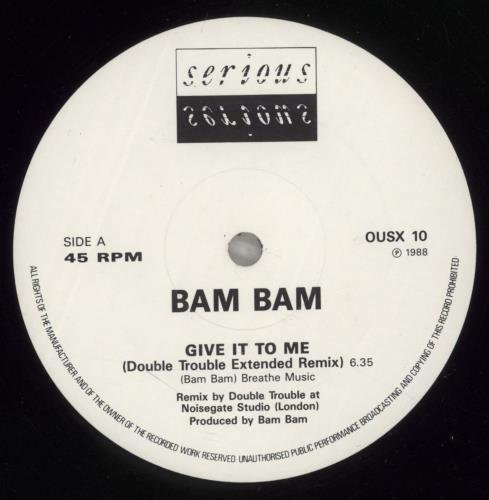 serious
serious
SIDE A
45 RPM
OUSX 10
℗ 1988
BAM BAM
GIVE IT TO ME
(Double Trouble Extended Remix) 6.35
(Bam Bam) Breathe Music
Remix by Double Trouble at
Noisegate Studio (London)
Produced by Bam Bam
ALL RIGHTS OF THE MANUFACTURER AND OF THE OWNER OF THE RECORDED WORK RESERVED · UNAUTHORISED PUBLIC PERFORMANCE BROADCASTING AND COPYING OF THIS RECORD PROHIBITED·